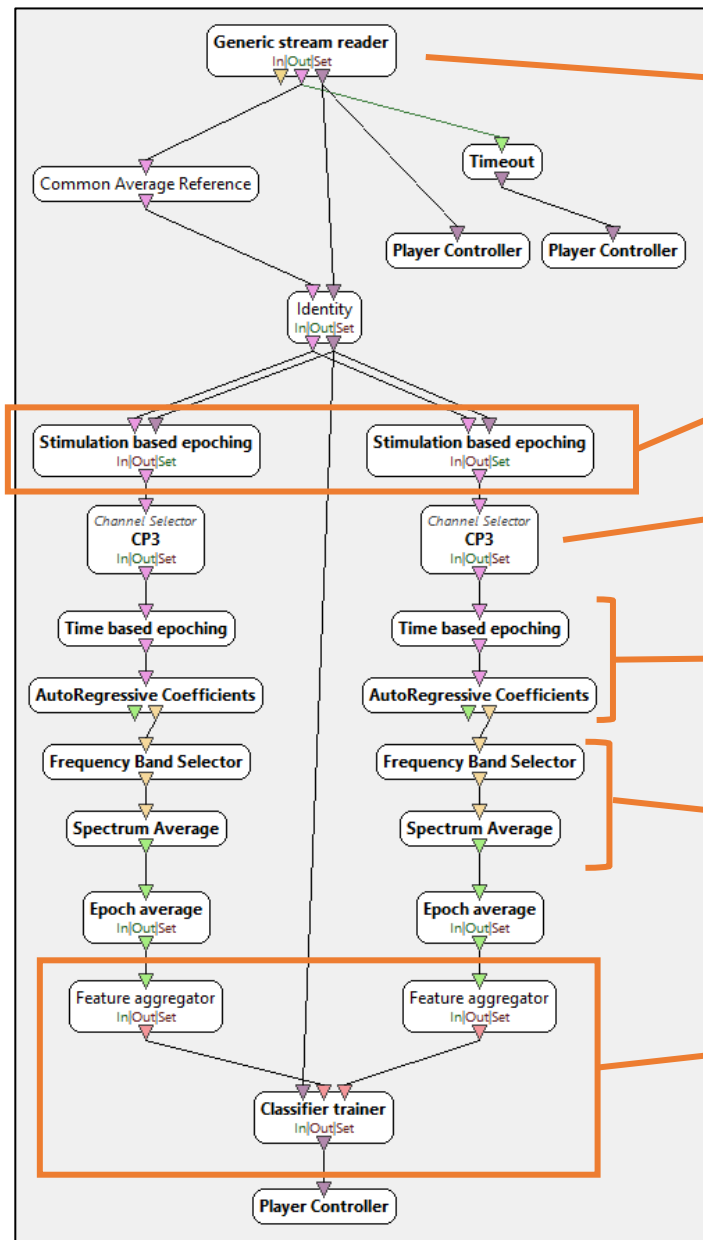 Generic stream reader
In|Out|Set
Common Average Reference
Timeout
Player Controller
Player Controller
Identity
In|Out|Set
Stimulation based epoching
In|Out|Set
Stimulation based epoching
In|Out|Set
Channel Selector
CP3
In|Out|Set
Channel Selector
CP3
In|Out|Set
Time based epoching
Time based epoching
AutoRegressive Coefficients
AutoRegressive Coefficients
Frequency Band Selector
Frequency Band Selector
Spectrum Average
Spectrum Average
Epoch average
In|Out|Set
Epoch average
In|Out|Set
Feature aggregator
In|Out|Set
Feature aggregator
In|Out|Set
Classifier trainer
In|Out|Set
Player Controller